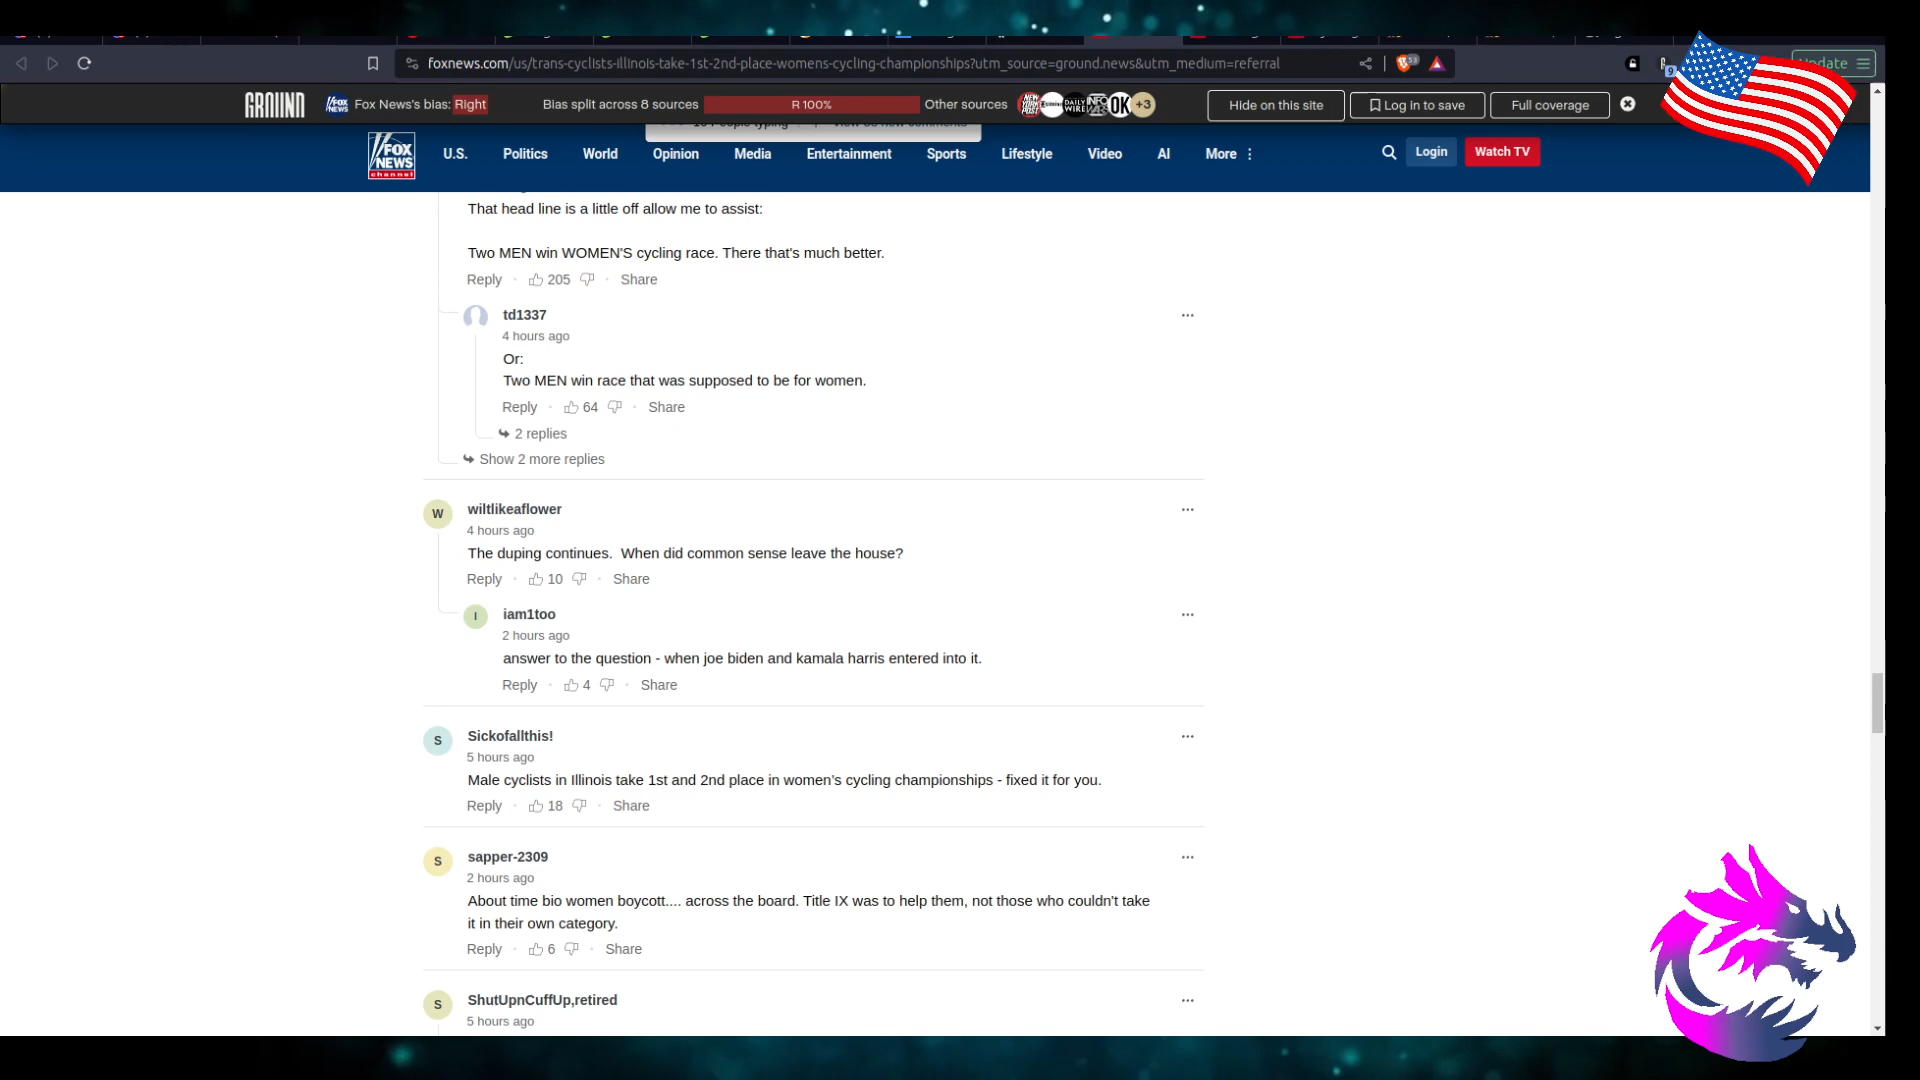 foxnews.com/us/trans-cyclists-illinois-take-1st-2nd-place-womens-cycling-championships?utm_source=ground.news&utm_medium=referral
53
9
Update
GROUND
FOX NEWS
Fox News's bias: Right
Bias split across 8 sources
R 100%
Other sources
DAILY WIRE
OK
+3
Hide on this site
Log in to save
Full coverage
FOX NEWS channel
U.S.
Politics
World
Opinion
Media
Entertainment
Sports
Lifestyle
Video
AI
More
Login
Watch TV
That head line is a little off allow me to assist:
Two MEN win WOMEN'S cycling race. There that's much better.
Reply · 205 · Share
td1337
4 hours ago
Or:
Two MEN win race that was supposed to be for women.
Reply · 64 · Share
2 replies
Show 2 more replies
W
wiltlikeaflower
4 hours ago
The duping continues.  When did common sense leave the house?
Reply · 10 · Share
I
iam1too
2 hours ago
answer to the question - when joe biden and kamala harris entered into it.
Reply · 4 · Share
S
Sickofallthis!
5 hours ago
Male cyclists in Illinois take 1st and 2nd place in women's cycling championships - fixed it for you.
Reply · 18 · Share
S
sapper-2309
2 hours ago
About time bio women boycott.... across the board. Title IX was to help them, not those who couldn't take
it in their own category.
Reply · 6 · Share
S
ShutUpnCuffUp,retired
5 hours ago